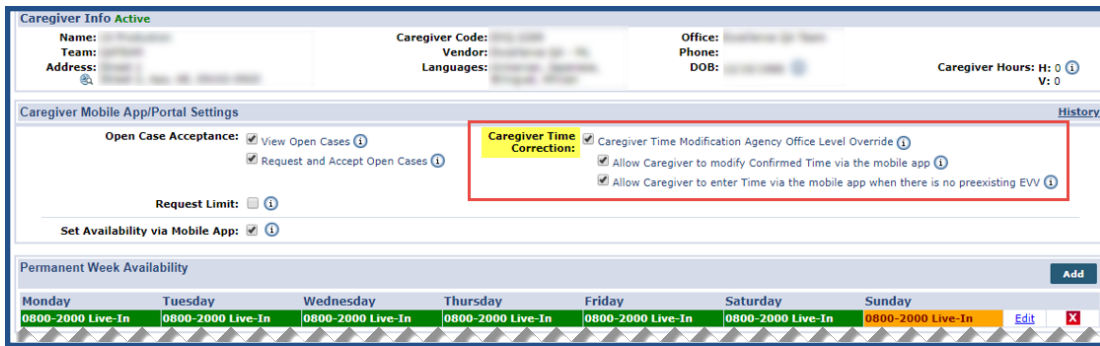 Caregiver Info Active
Name: Caregiver Code: Office:
Team: Vendor: Phone:
Address: Languages: DOB: Caregiver Hours: H: 0
V: 0
Caregiver Mobile App/Portal Settings History
Open Case Acceptance: View Open Cases Caregiver Time Correction: Caregiver Time Modification Agency Office Level Override
Request and Accept Open Cases Allow Caregiver to modify Confirmed Time via the mobile app
Allow Caregiver to enter Time via the mobile app when there is no preexisting EVV
Request Limit:
Set Availability via Mobile App:
Permanent Week Availability Add
Monday Tuesday Wednesday Thursday Friday Saturday Sunday
0800-2000 Live-In 0800-2000 Live-In 0800-2000 Live-In 0800-2000 Live-In 0800-2000 Live-In 0800-2000 Live-In 0800-2000 Live-In Edit X